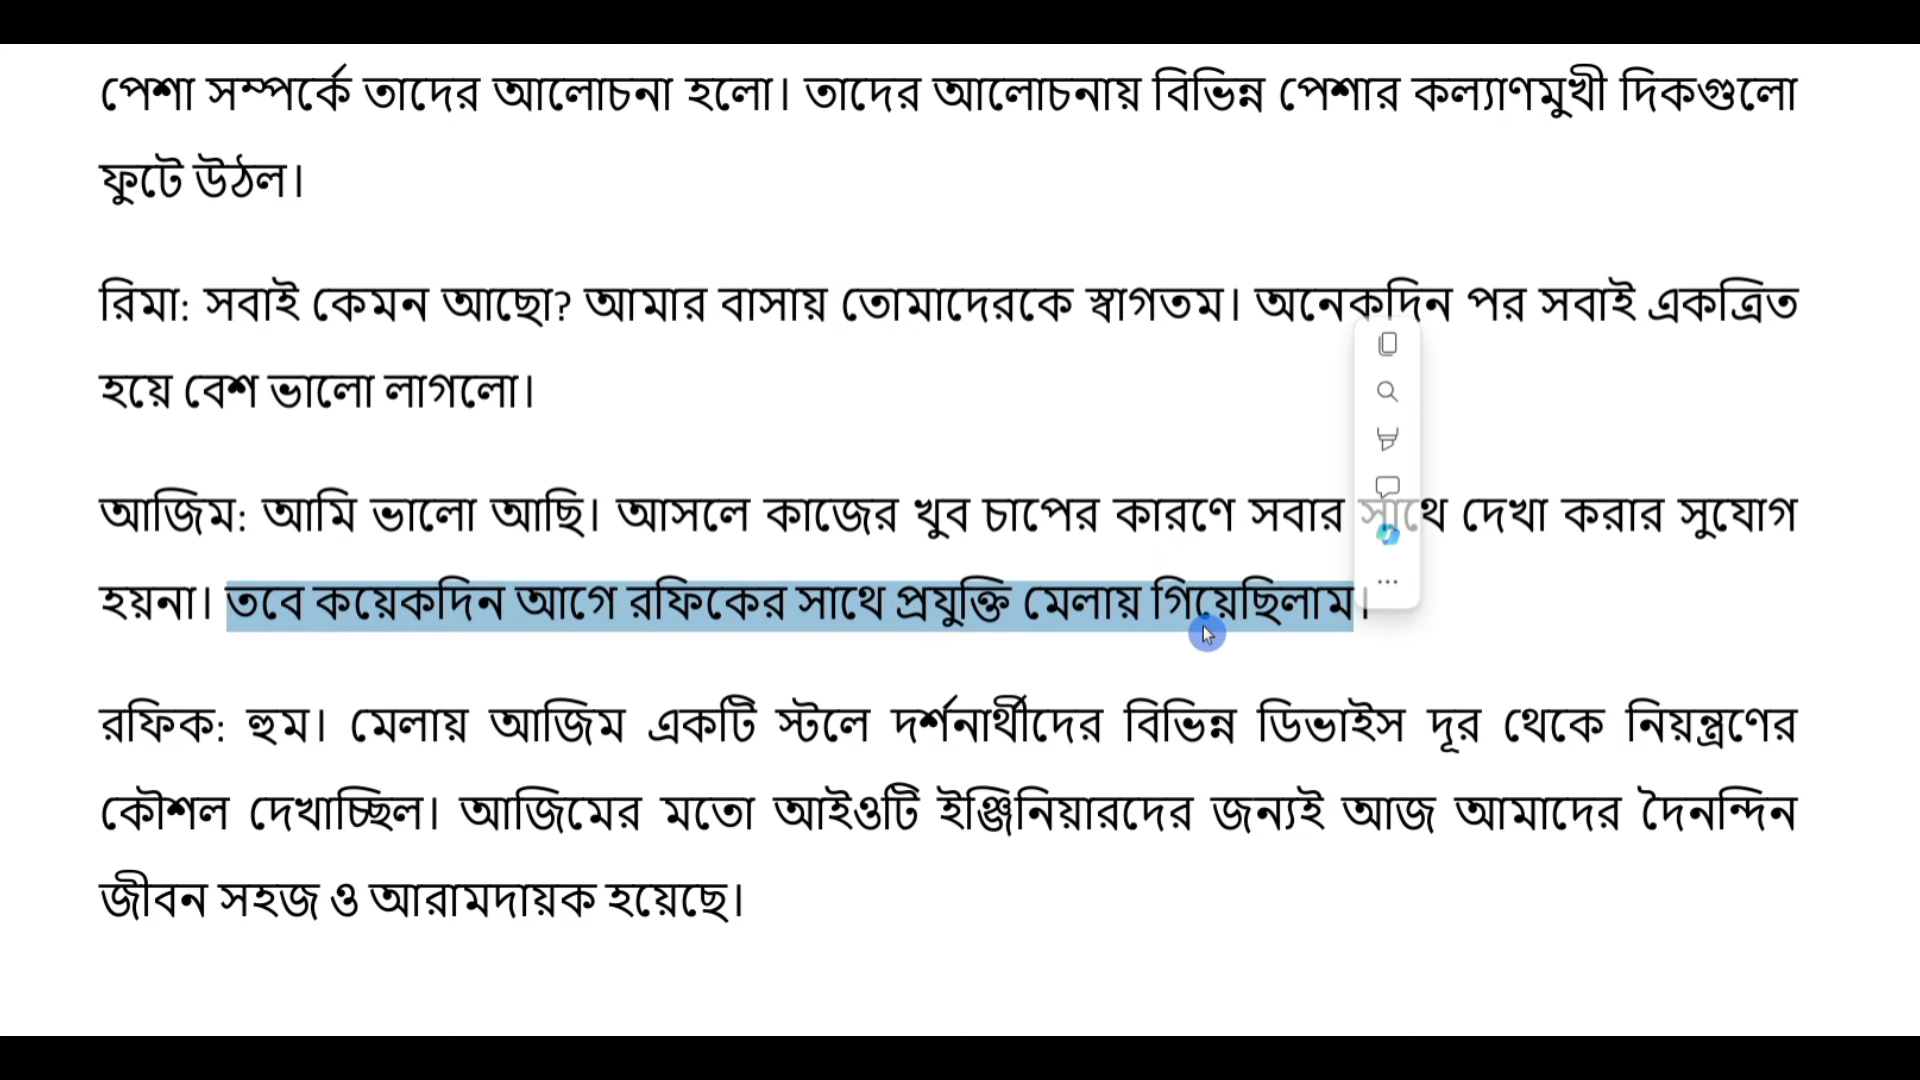 পেশা সম্পর্কে তাদের আলোচনা হলো। তাদের আলোচনায় বিভিন্ন পেশার কল্যাণমুখী দিকগুলো
ফুটে উঠল।
রিমা: সবাই কেমন আছো? আমার বাসায় তোমাদেরকে স্বাগতম। অনেকদিন পর সবাই একত্রিত
হয়ে বেশ ভালো লাগলো।
আজিম: আমি ভালো আছি। আসলে কাজের খুব চাপের কারণে সবার সাথে দেখা করার সুযোগ
হয়না। তবে কয়েকদিন আগে রফিকের সাথে প্রযুক্তি মেলায় গিয়েছিলাম।
রফিক: হুম। মেলায় আজিম একটি স্টলে দর্শনার্থীদের বিভিন্ন ডিভাইস দূর থেকে নিয়ন্ত্রণের
কৌশল দেখাচ্ছিল। আজিমের মতো আইওটি ইঞ্জিনিয়ারদের জন্যই আজ আমাদের দৈনন্দিন
জীবন সহজ ও আরামদায়ক হয়েছে।